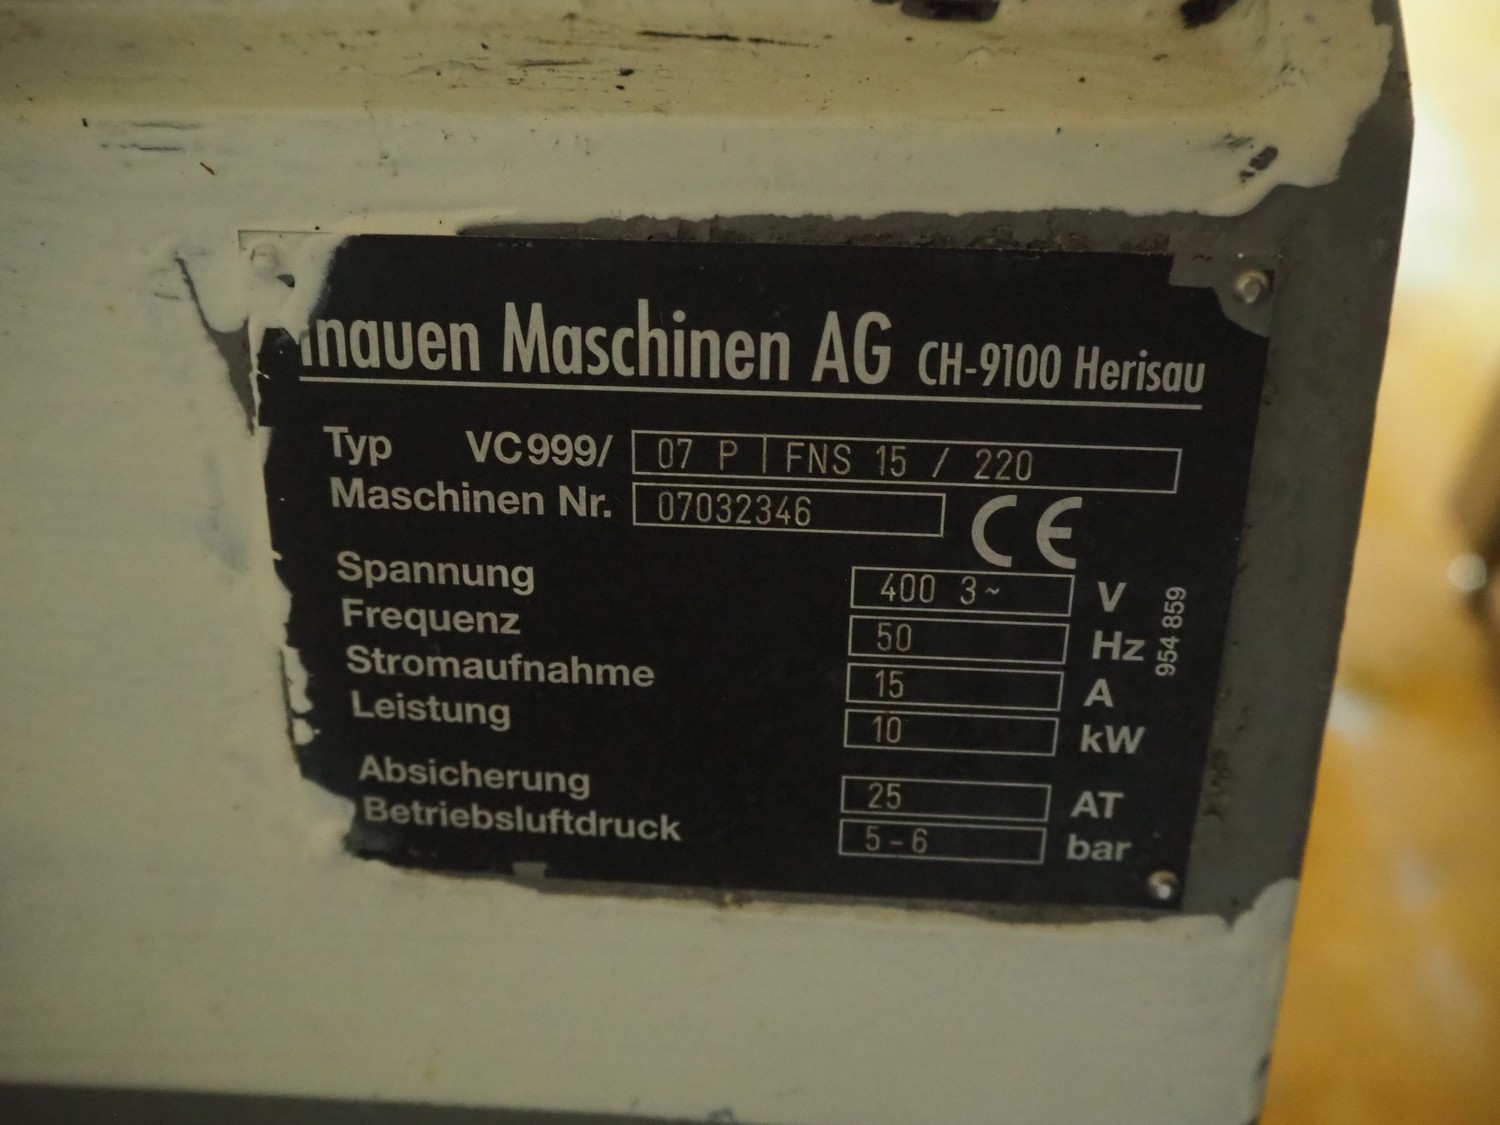 Inauen Maschinen AG CH-9100 Herisau
Typ VC999/ 07 P | FNS 15 / 220
Maschinen Nr. 07032346 CE
Spannung 400 3~ V
Frequenz 50 Hz
Stromaufnahme 15 A
Leistung 10 kW
Absicherung 25 AT
Betriebsluftdruck 5-6 bar
954 859